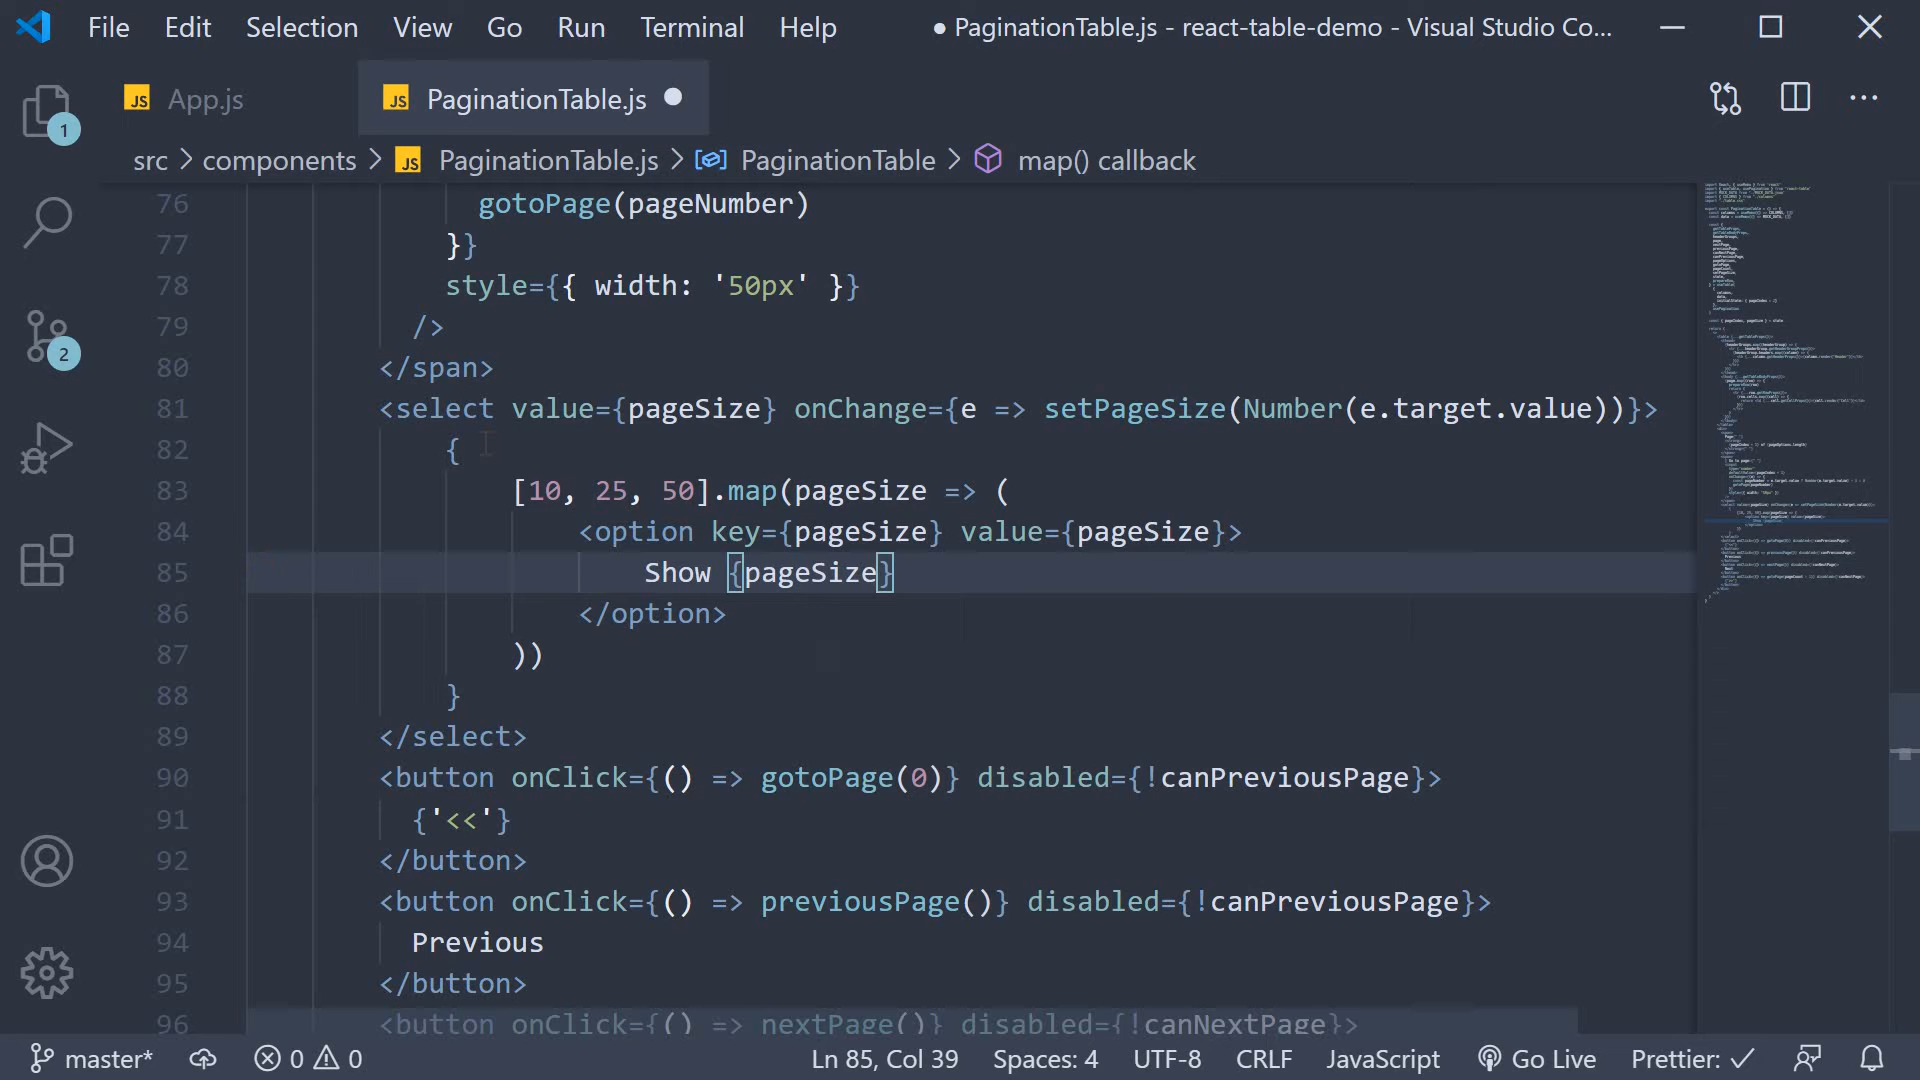 File Edit Selection View Go Run Terminal Help ● PaginationTable.js - react-table-demo - Visual Studio Co...
JS App.js JS PaginationTable.js ●
1
src > components > JS PaginationTable.js > PaginationTable > map() callback
76 gotoPage(pageNumber)
77 }}
78 style={{ width: '50px' }}
79 />
80 </span>
81 <select value={pageSize} onChange={e => setPageSize(Number(e.target.value))}>
82 {
83 [10, 25, 50].map(pageSize => (
84 <option key={pageSize} value={pageSize}>
85 Show {pageSize}
86 </option>
87 ))
88 }
89 </select>
90 <button onClick={() => gotoPage(0)} disabled={!canPreviousPage}>
91 {'<<'}
92 </button>
93 <button onClick={() => previousPage()} disabled={!canPreviousPage}>
94 Previous
95 </button>
96 <button onClick={() => nextPage()} disabled={!canNextPage}>
2
master* 0 0 Ln 85, Col 39 Spaces: 4 UTF-8 CRLF JavaScript Go Live Prettier: ✓